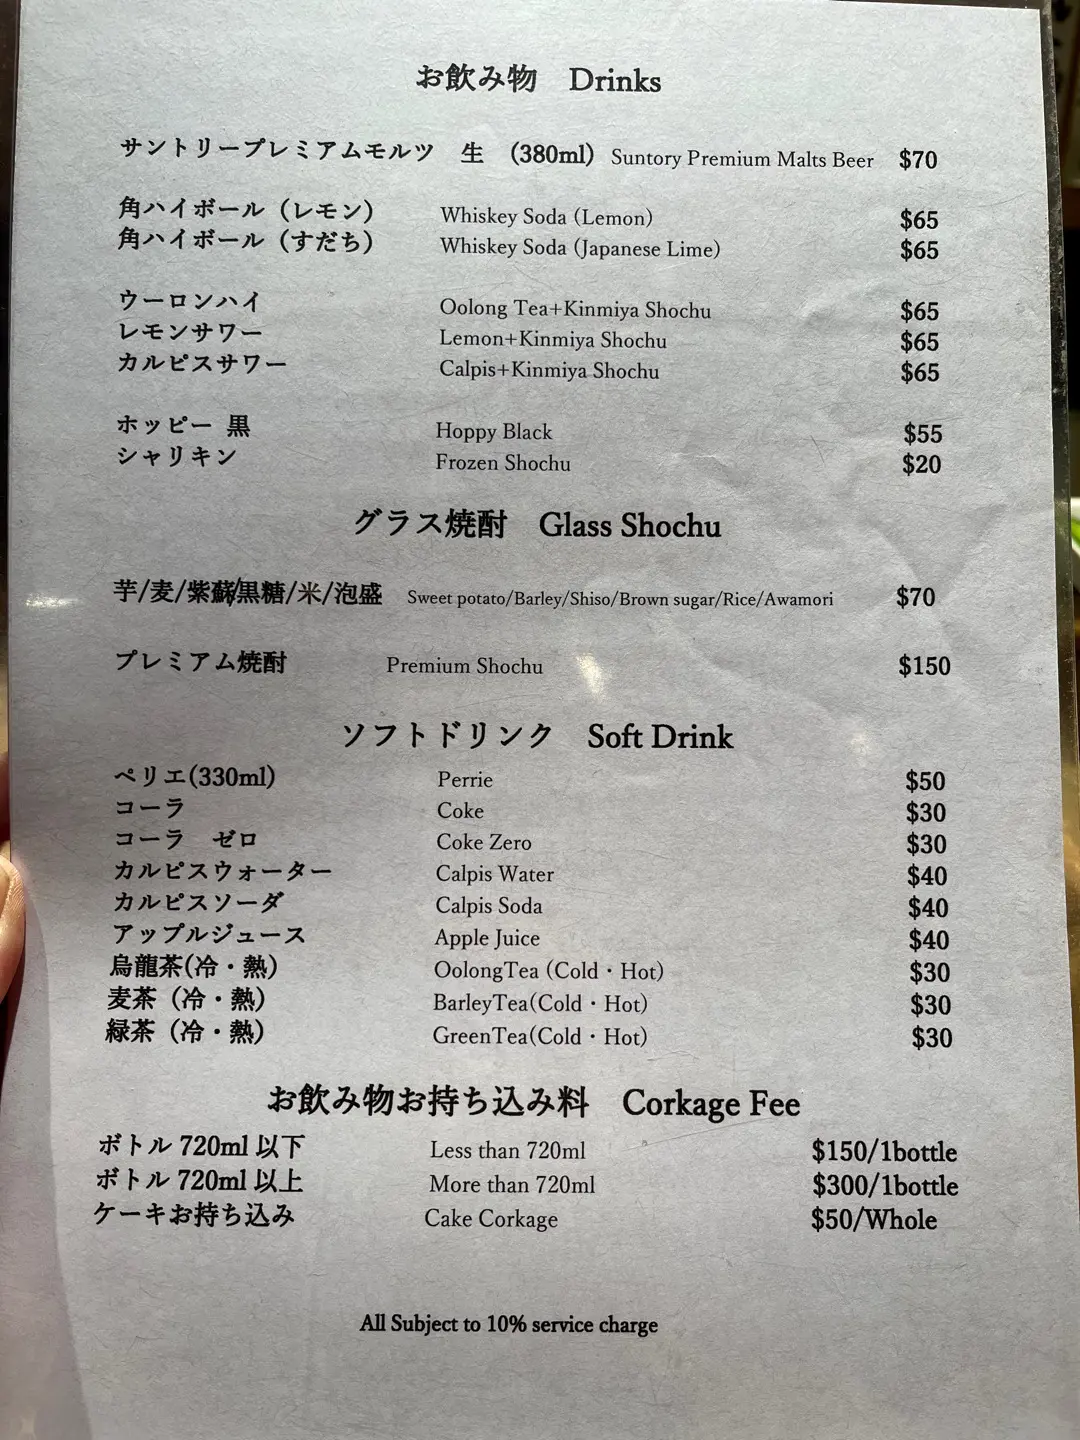 お飲み物 Drinks
サントリープレミアムモルツ 生 (380ml) Suntory Premium Malts Beer $70
角ハイボール（レモン） Whiskey Soda (Lemon) $65
角ハイボール（すだち） Whiskey Soda (Japanese Lime) $65
ウーロンハイ Oolong Tea+Kinmiya Shochu $65
レモンサワー Lemon+Kinmiya Shochu $65
カルピスサワー Calpis+Kinmiya Shochu $65
ホッピー 黒 Hoppy Black $55
シャリキン Frozen Shochu $20
グラス焼酎 Glass Shochu
芋/麦/紫蘇/黒糖/米/泡盛 Sweet potato/Barley/Shiso/Brown sugar/Rice/Awamori $70
プレミアム焼酎 Premium Shochu $150
ソフトドリンク Soft Drink
ペリエ(330ml) Perrie $50
コーラ Coke $30
コーラ ゼロ Coke Zero $30
カルピスウォーター Calpis Water $40
カルピスソーダ Calpis Soda $40
アップルジュース Apple Juice $40
烏龍茶(冷・熱) OolongTea (Cold・Hot) $30
麦茶（冷・熱) BarleyTea(Cold・Hot) $30
緑茶（冷・熱) GreenTea(Cold・Hot) $30
お飲み物お持ち込み料 Corkage Fee
ボトル 720ml 以下 Less than 720ml $150/1bottle
ボトル 720ml 以上 More than 720ml $300/1bottle
ケーキお持ち込み Cake Corkage $50/Whole
All Subject to 10% service charge